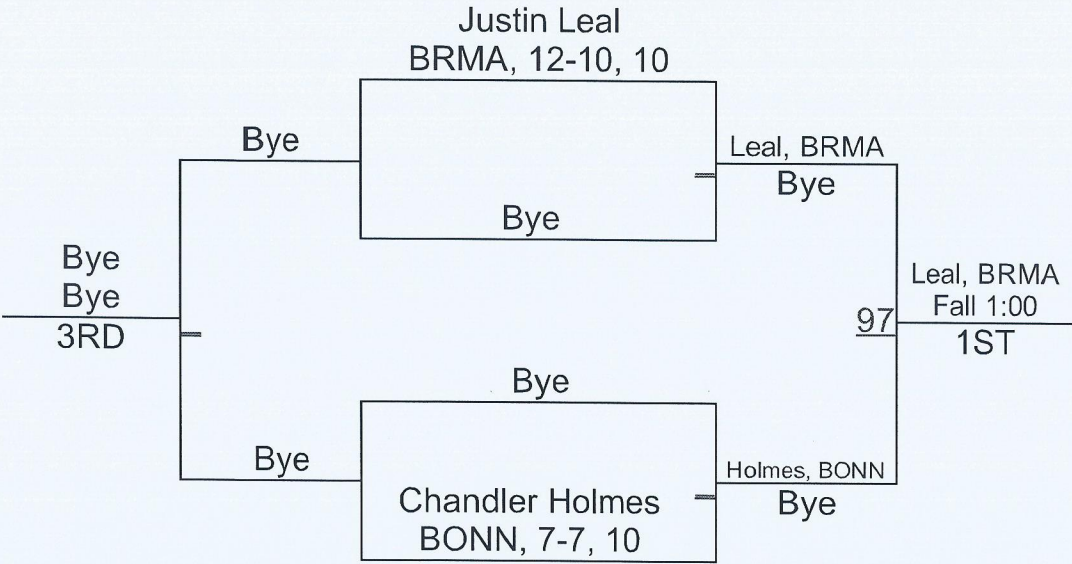 Justin Leal
BRMA, 12-10, 10
Bye
Leal, BRMA
Bye
Bye
Bye
Bye
3RD
Leal, BRMA
Fall 1:00
97
1ST
Bye
Bye
Holmes, BONN
Bye
Chandler Holmes
BONN, 7-7, 10